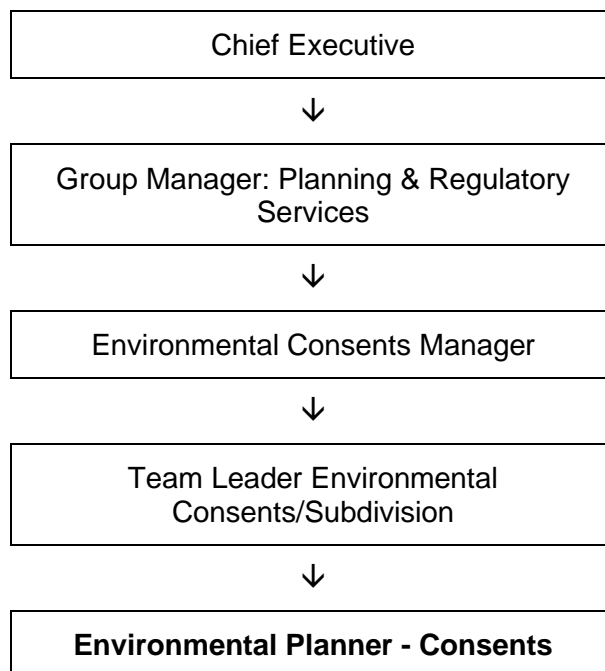 Chief Executive
↓
Group Manager: Planning & Regulatory
Services
↓
Environmental Consents Manager
↓
Team Leader Environmental
Consents/Subdivision
↓
Environmental Planner - Consents